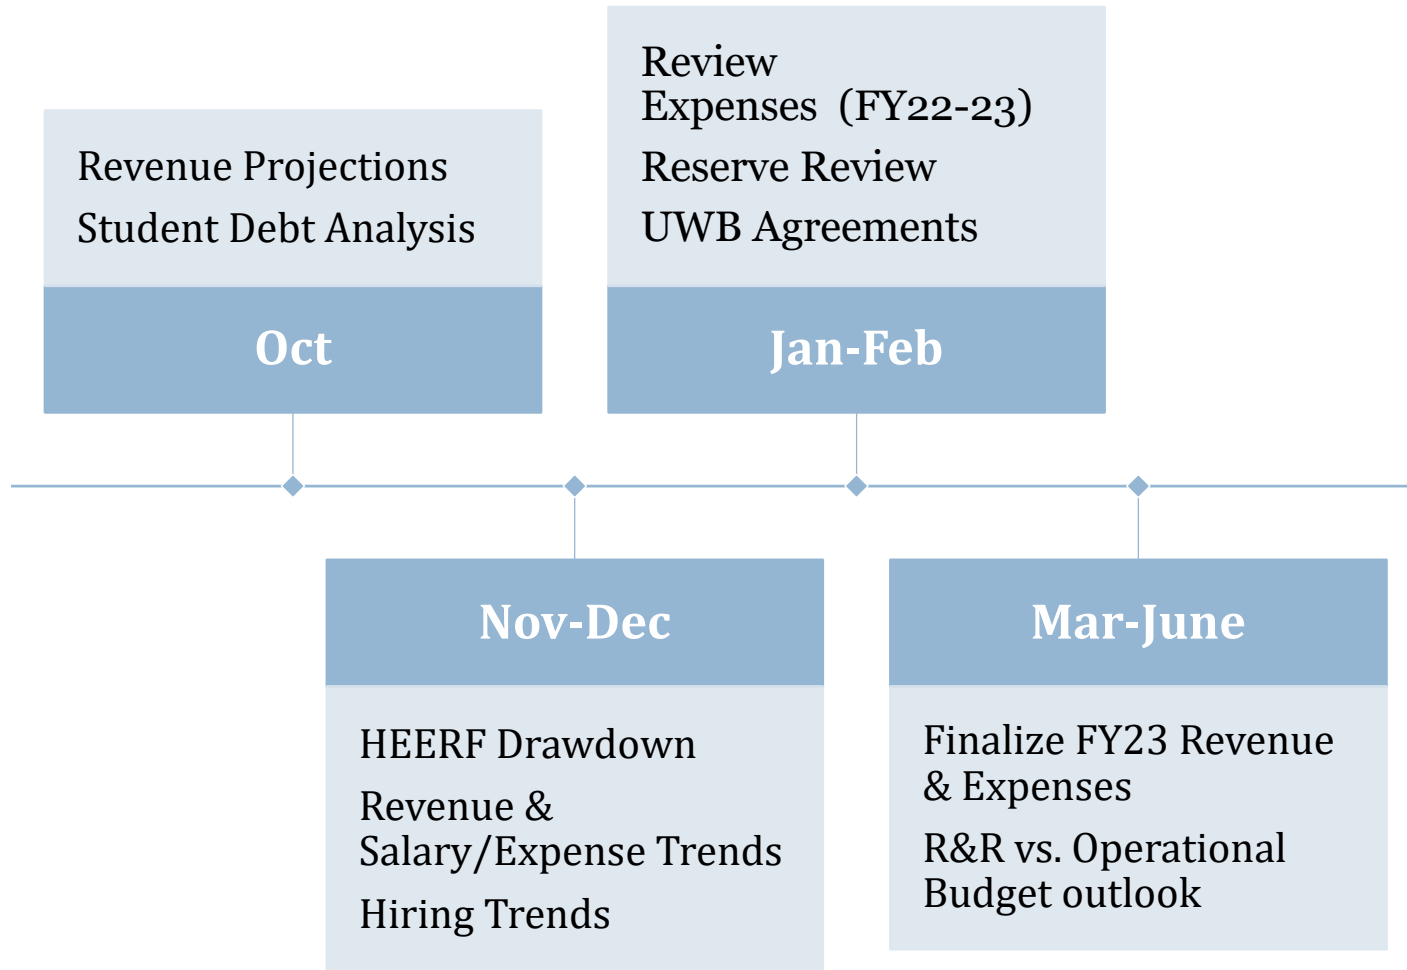 Revenue Projections
Student Debt Analysis
Oct
HEERF Drawdown
Revenue &
Salary/Expense Trends
Hiring Trends
Nov-Dec
Review
Expenses  (FY22-23)
Reserve Review
UWB Agreements
Jan-Feb
Mar-June
Finalize FY23 Revenue
& Expenses
R&R vs. Operational
Budget outlook